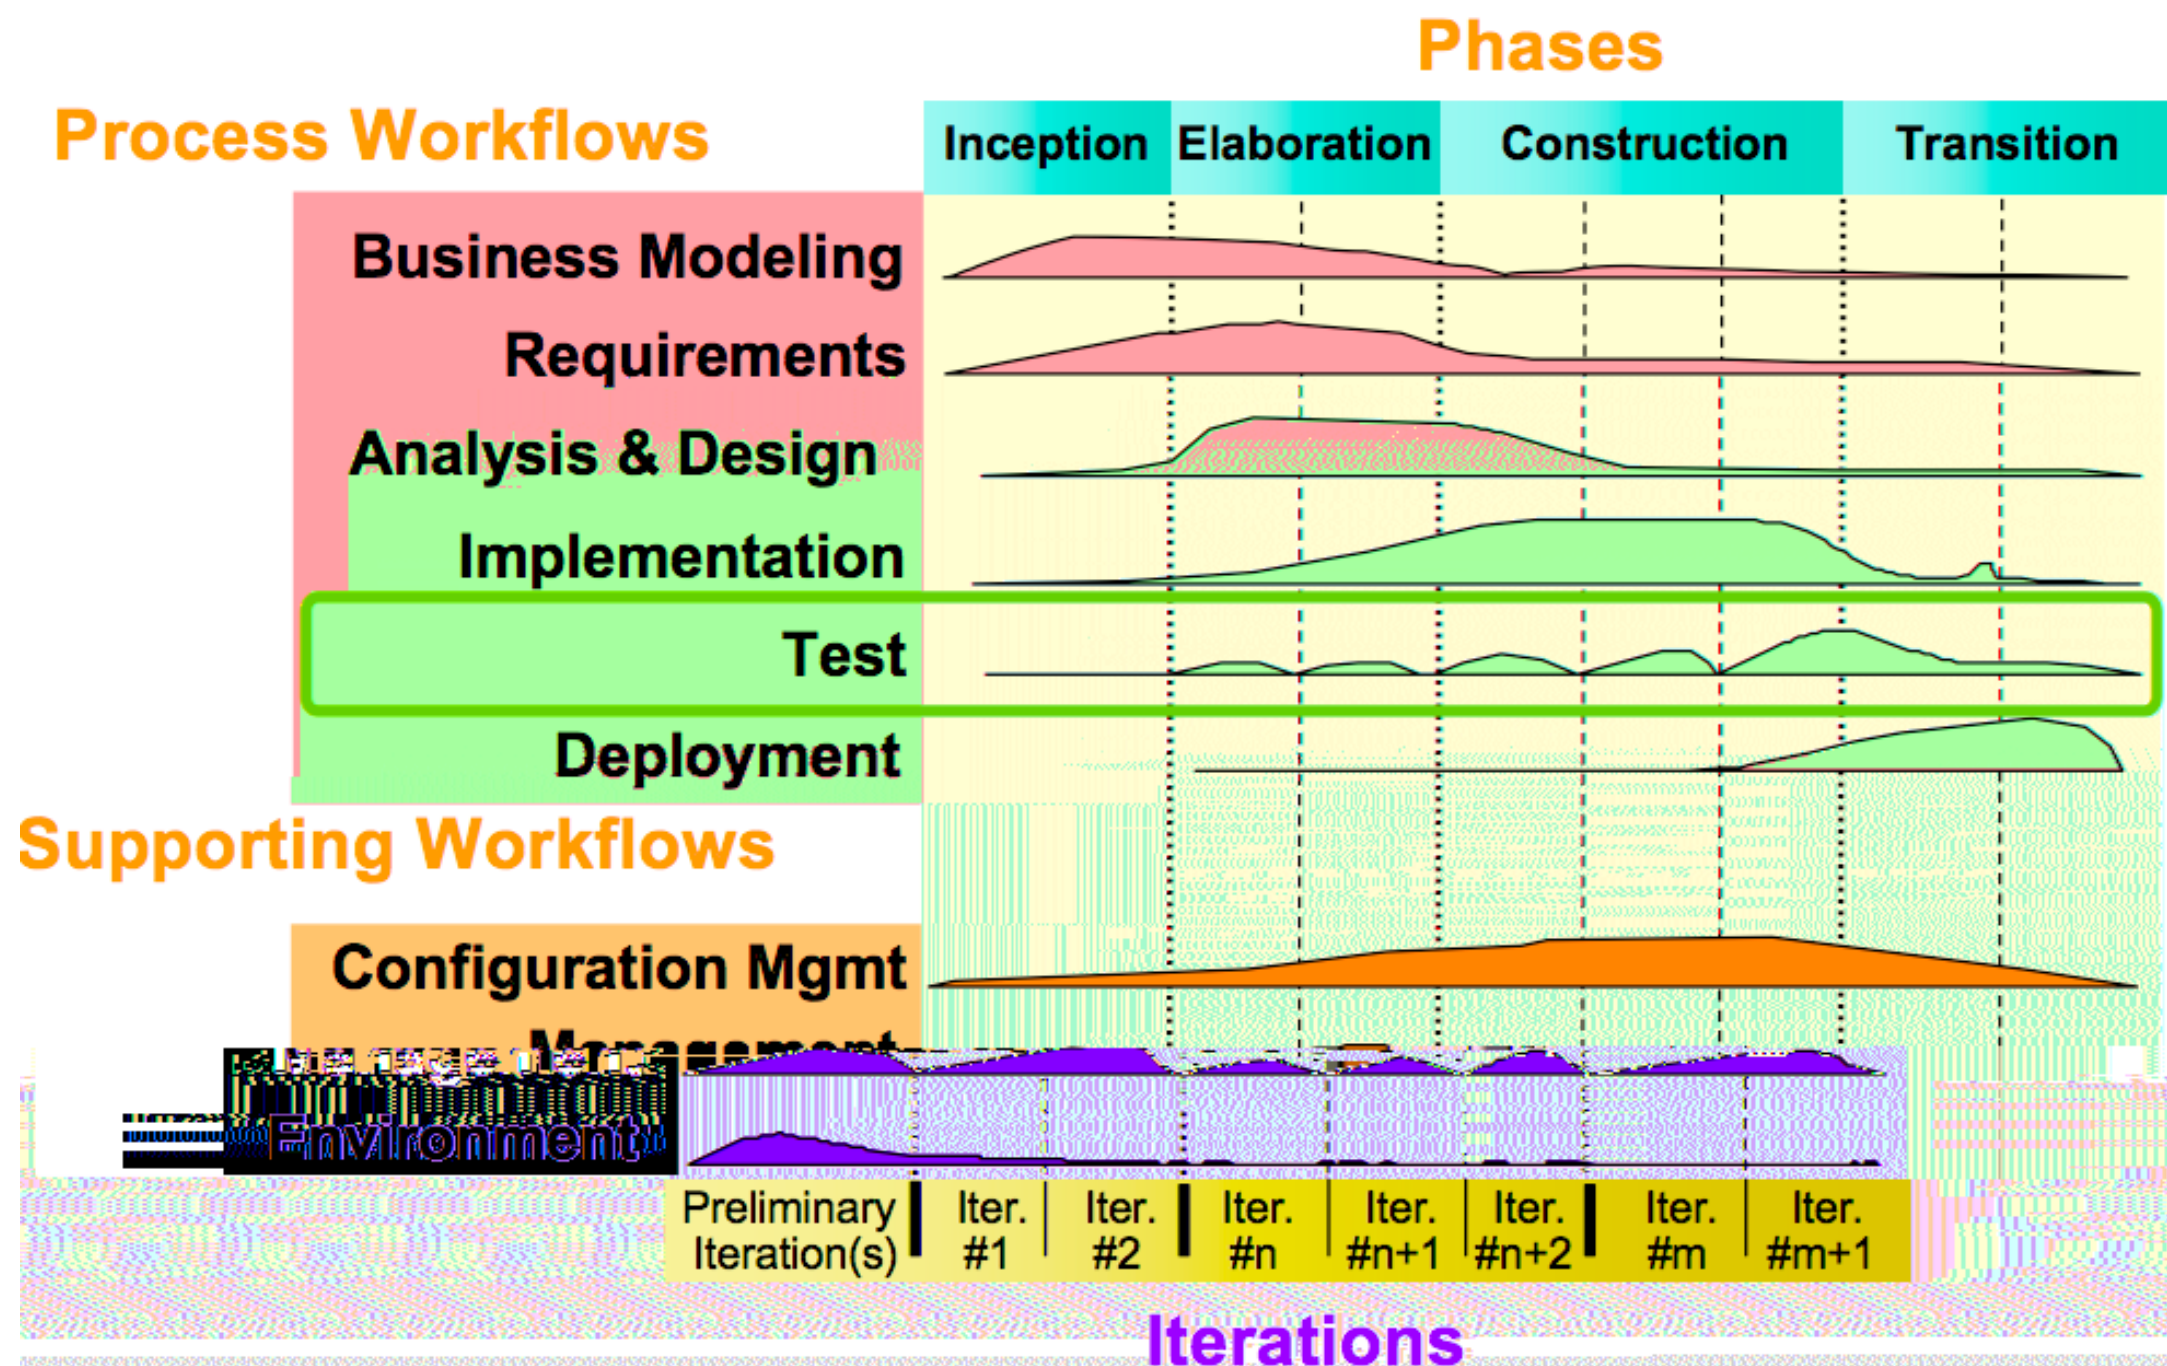 Phases
Process Workflows
Inception Elaboration Construction Transition
Business Modeling
Requirements
Analysis & Design
Implementation
Test
Deployment
Supporting Workflows
Configuration Mgmt
Management
Environment
Preliminary Iteration(s)
Iter. #1
Iter. #2
Iter. #n
Iter. #n+1
Iter. #n+2
Iter. #m
Iter. #m+1
Iterations